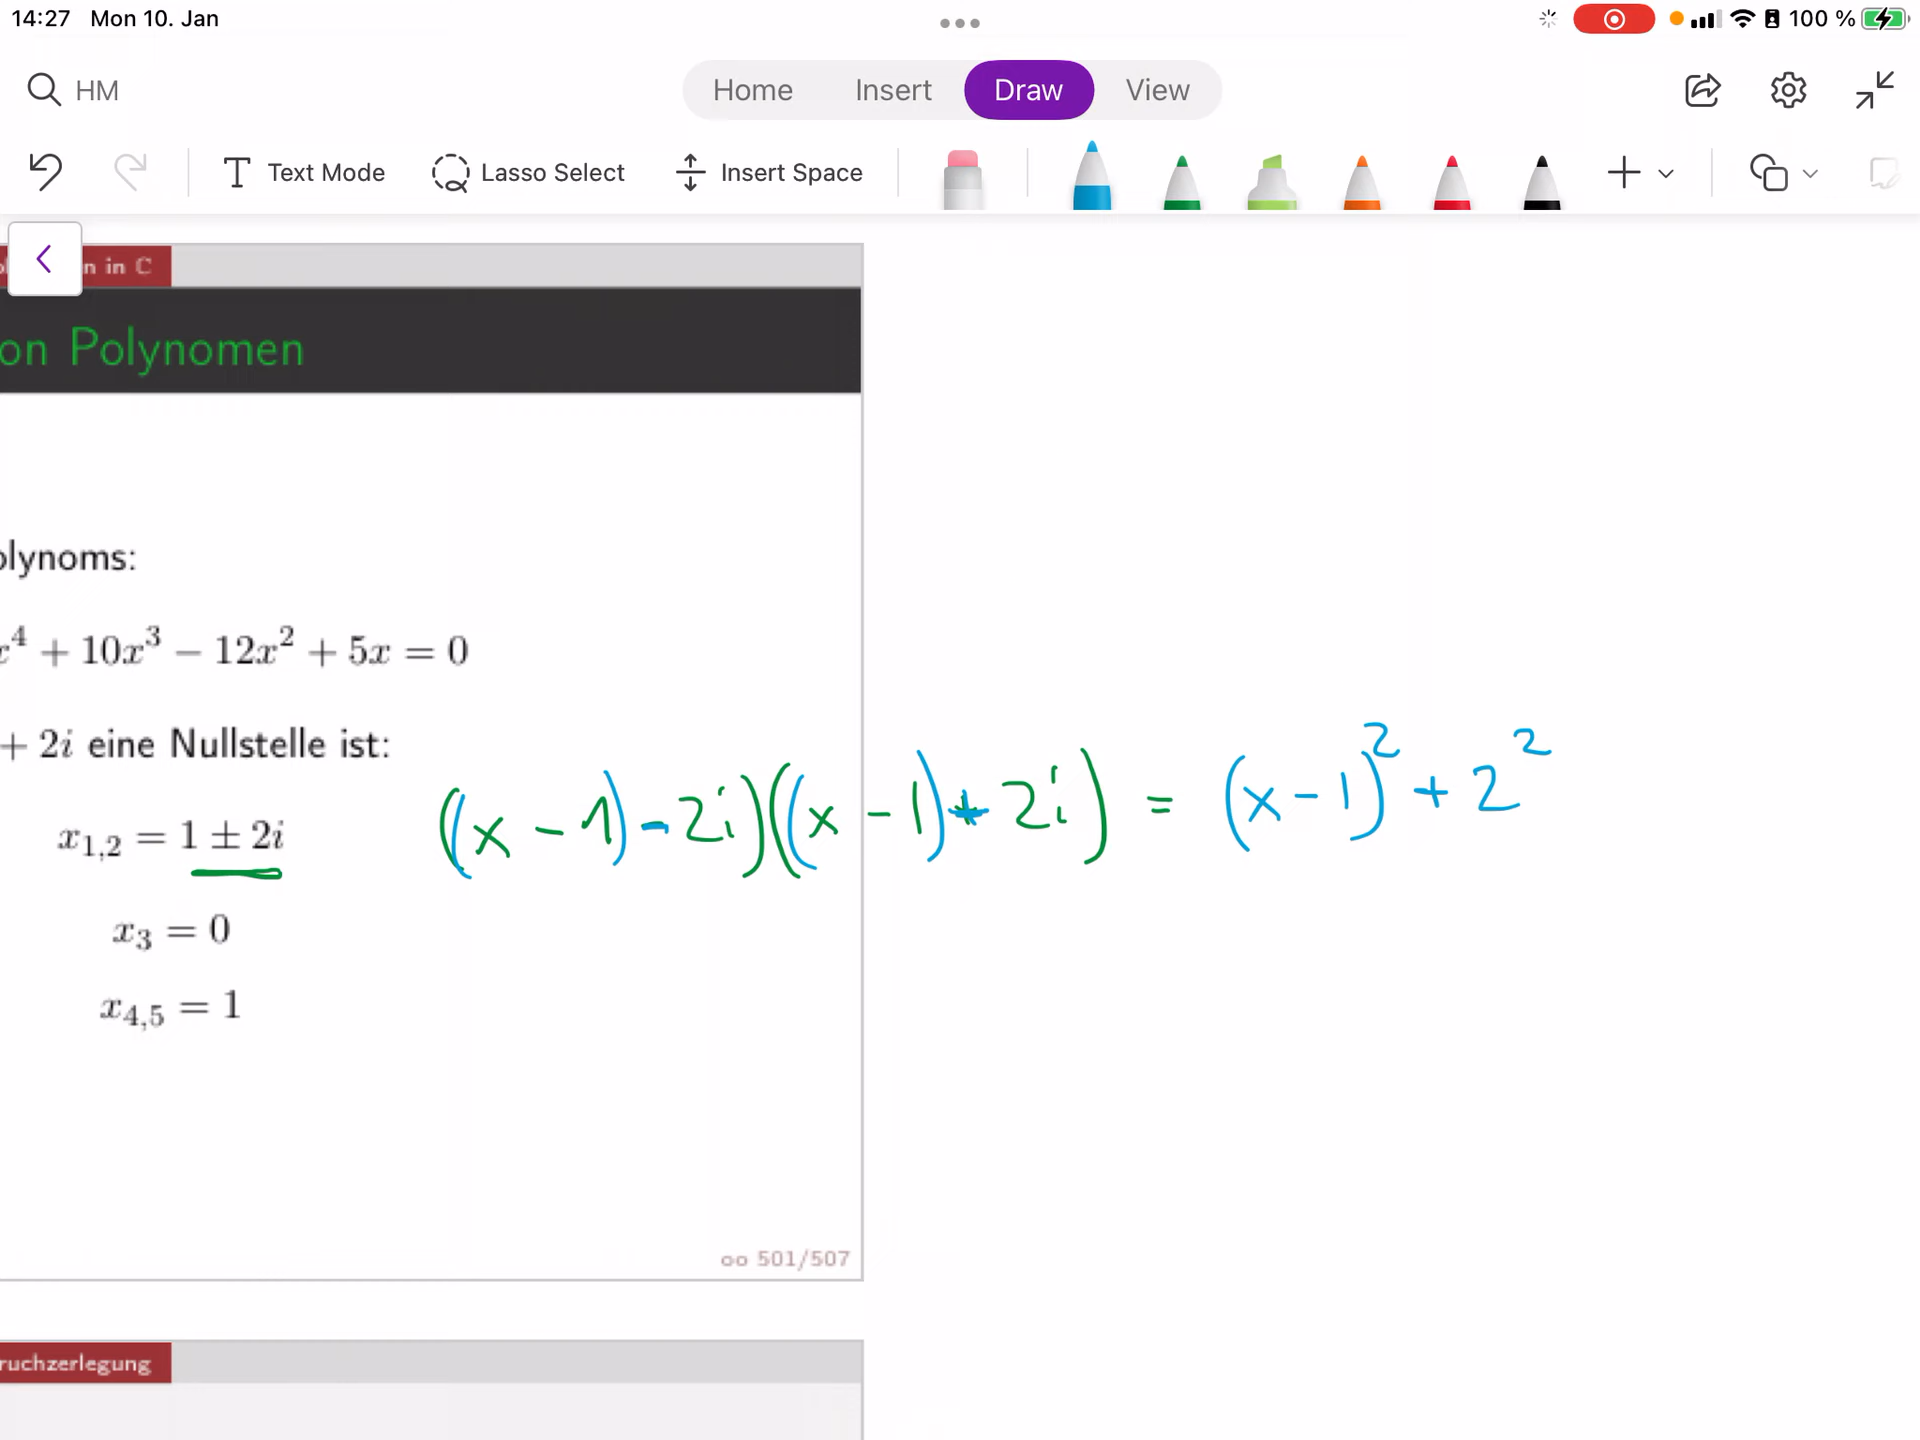 14:27 Mon 10. Jan 100 %
HM Home Insert Draw View
Text Mode Lasso Select Insert Space
n in C
on Polynomen
olynoms:
x⁴ + 10x³ − 12x² + 5x = 0
+ 2i eine Nullstelle ist:
x₁,₂ = 1 ± 2i
((x − 1) − 2i)((x − 1) + 2i) = (x − 1)² + 2²
x₃ = 0
x₄,₅ = 1
oo 501/507
ruchzerlegung